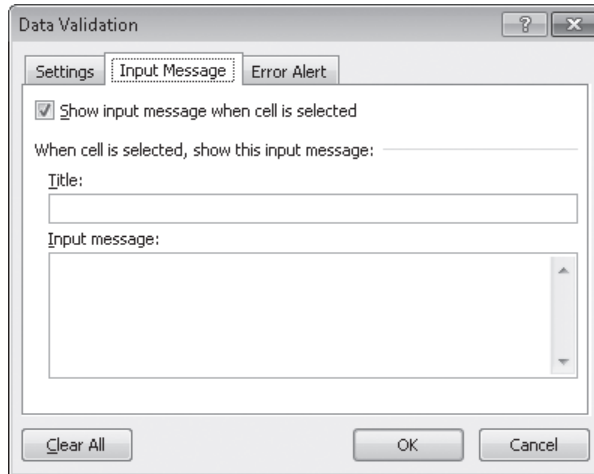 Data Validation
?
Settings Input Message Error Alert
Show input message when cell is selected
When cell is selected, show this input message:
Title:
Input message:
Clear All OK Cancel